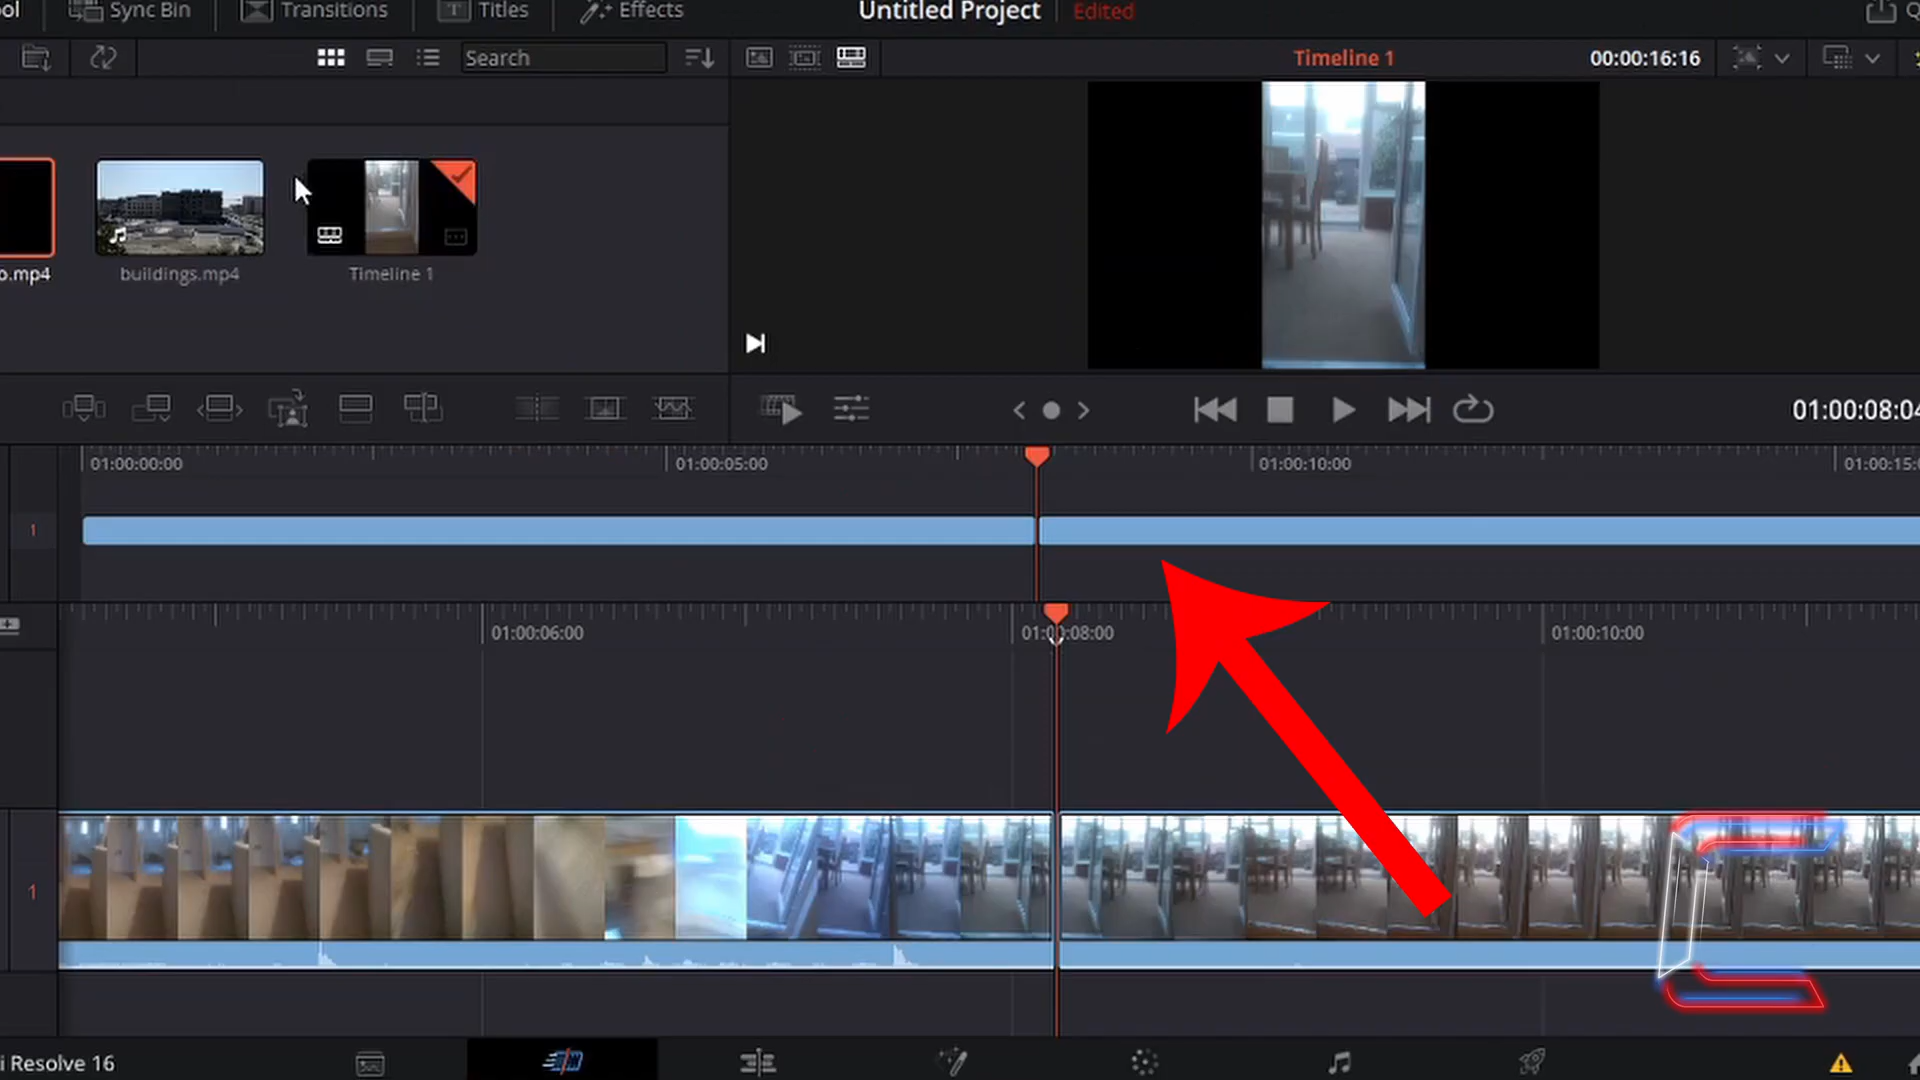 ol Sync Bin Transitions Titles Effects Untitled Project Edited Q
Search Timeline 1 00:00:16:16
o.mp4 buildings.mp4 Timeline 1
01:00:08:04
01:00:00:00 01:00:05:00 01:00:10:00 01:00:15:0
1
01:00:06:00 01:00:08:00 01:00:10:00
1
i Resolve 16